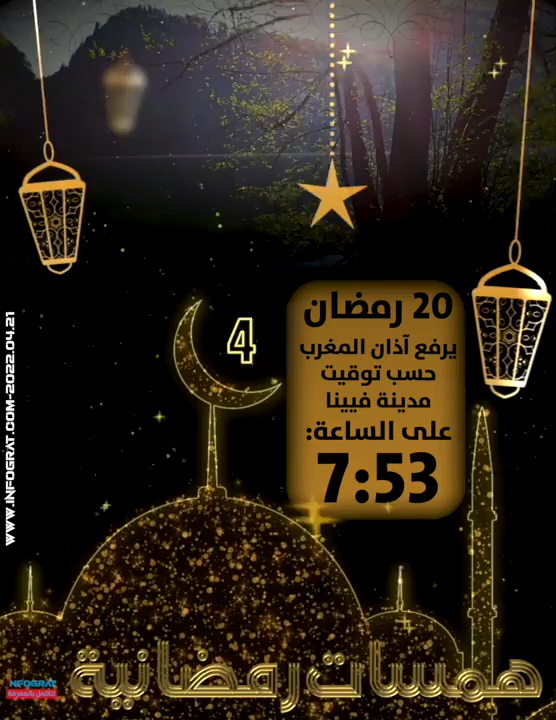 4
20 رمضان
يرفع آذان المغرب
حسب توقيت
مدينة فيينا
على الساعة:
7:53
WWW.INFOGRAT.COM-2022.04.21
همسات رمضانية
INFOGRAT